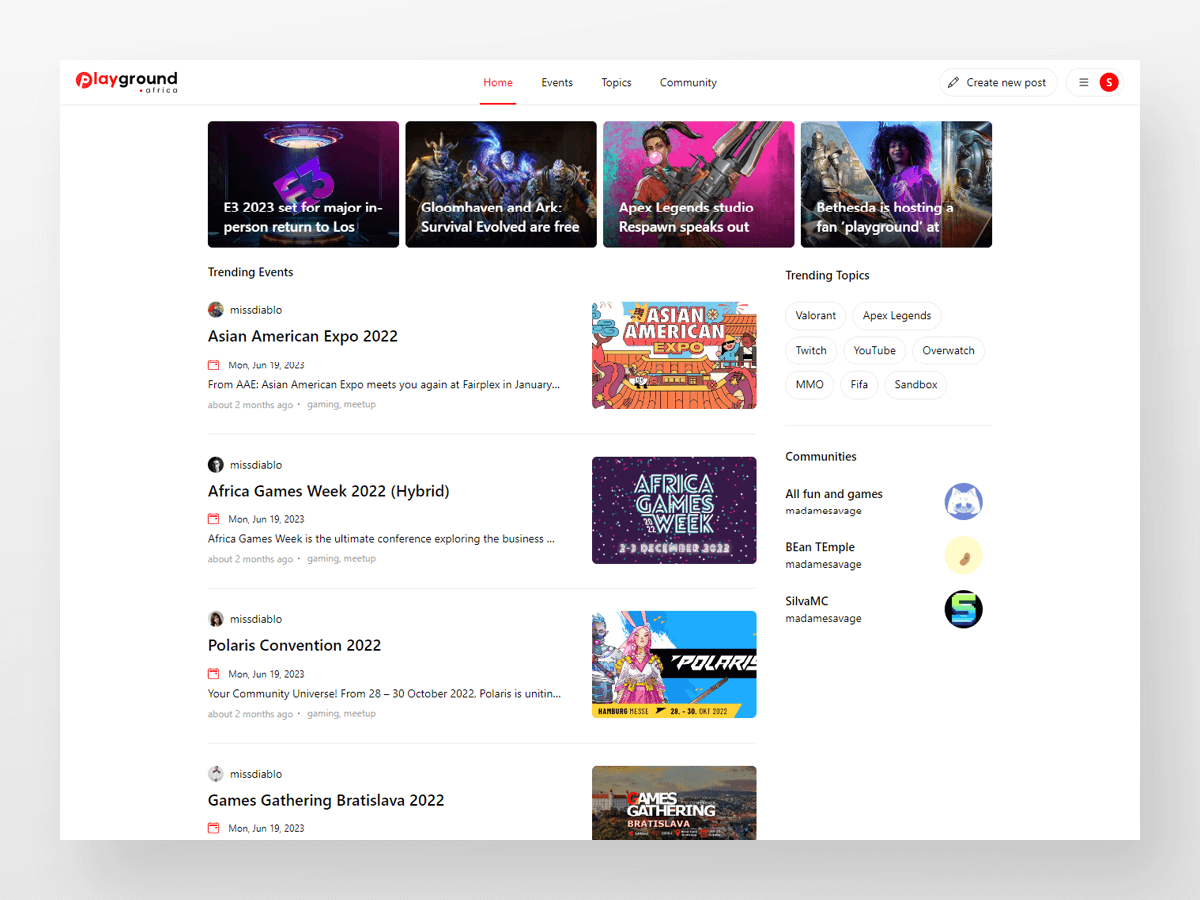 playground
• africa
Home
Events
Topics
Community
Create new post
S
E3
E3 2023 set for major in-
person return to Los
Gloomhaven and Ark:
Survival Evolved are free
Apex Legends studio
Respawn speaks out
Bethesda is hosting a
fan ‘playground’ at
Trending Events
missdiablo
Asian American Expo 2022
Mon, Jun 19, 2023
From AAE: Asian American Expo meets you again at Fairplex in January...
about 2 months ago • gaming, meetup
ASIAN
AMERICAN
EXPO
missdiablo
Africa Games Week 2022 (Hybrid)
Mon, Jun 19, 2023
Africa Games Week is the ultimate conference exploring the business ...
about 2 months ago • gaming, meetup
AFRICA
GAMES
2022 WEEK
2-3 DECEMBER 2022
missdiablo
Polaris Convention 2022
Mon, Jun 19, 2023
Your Community Universe! From 28 – 30 October 2022, Polaris is unitin...
about 2 months ago • gaming, meetup
POLARIS
HAMBURG MESSE 28. - 30. OKT 2022
missdiablo
Games Gathering Bratislava 2022
Mon, Jun 19, 2023
GAMES
GATHERING
BRATISLAVA
Trending Topics
Valorant
Apex Legends
Twitch
YouTube
Overwatch
MMO
Fifa
Sandbox
Communities
All fun and games
madamesavage
BEan TEmple
madamesavage
SilvaMC
madamesavage
S